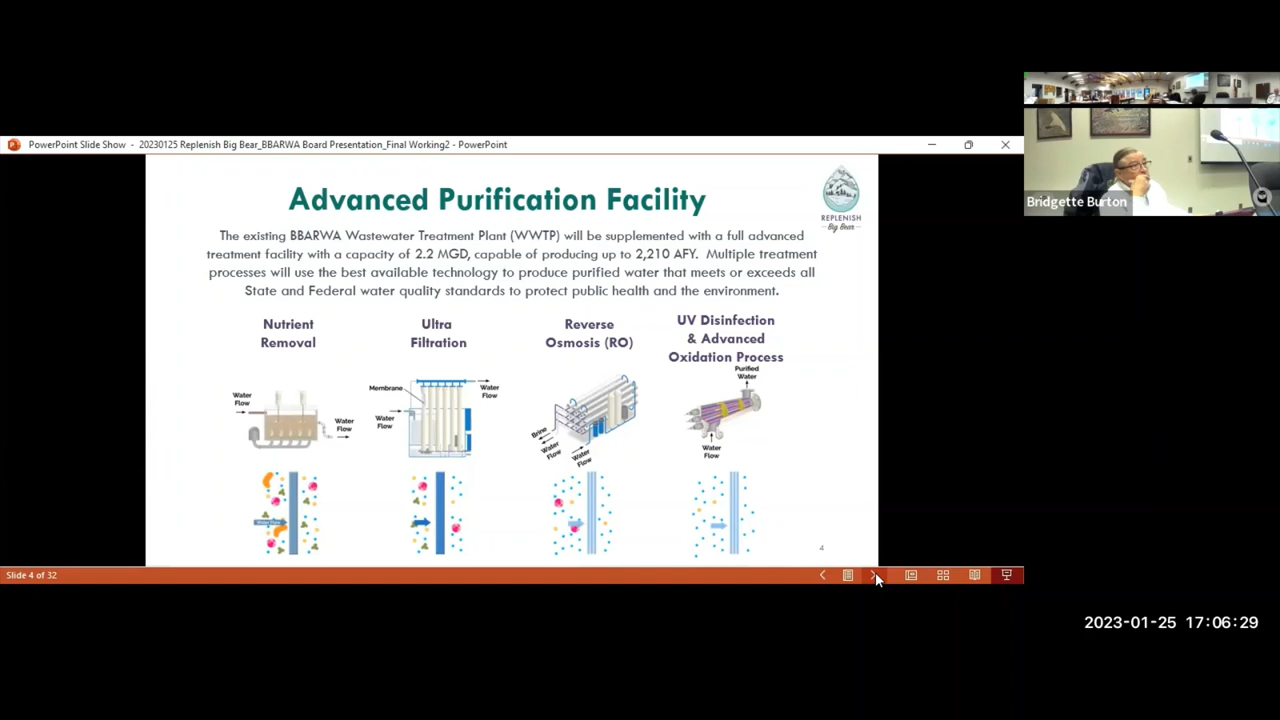 PowerPoint Slide Show - 20230125 Replenish Big Bear_BBARWA Board Presentation_Final Working2 - PowerPoint
Bridgette Burton
Advanced Purification Facility
REPLENISH
Big Bear
The existing BBARWA Wastewater Treatment Plant (WWTP) will be supplemented with a full advanced
treatment facility with a capacity of 2.2 MGD, capable of producing up to 2,210 AFY. Multiple treatment
processes will use the best available technology to produce purified water that meets or exceeds all
State and Federal water quality standards to protect public health and the environment.
Nutrient
Removal
Ultra
Filtration
Reverse
Osmosis (RO)
UV Disinfection
& Advanced
Oxidation Process
Water
Flow
Water
Flow
Membrane
Water
Flow
Water
Flow
Brine
Water
Flow
Water
Flow
Purified
Water
Water
Flow
Water Flow
4
Slide 4 of 32
2023-01-25 17:06:29